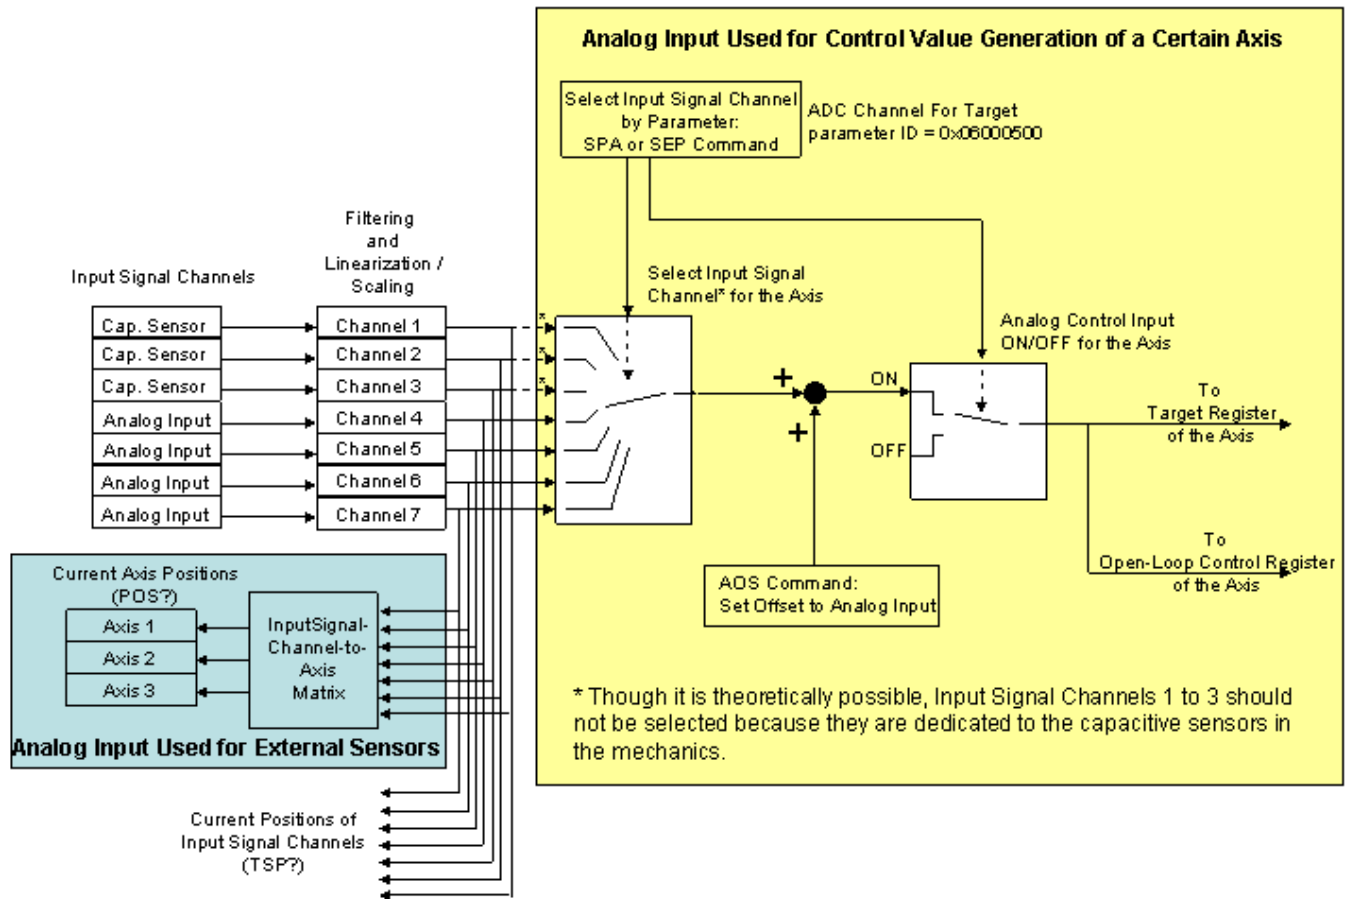 Analog Input Used for Control Value Generation of a Certain Axis
Select Input Signal Channel
by Parameter:
SPA or SEP Command
ADC Channel For Target
parameter ID = 0x06000500
Filtering
and
Linearization /
Scaling
Input Signal Channels
Select Input Signal
Channel* for the Axis
Analog Control Input
ON/OFF for the Axis
Cap. Sensor
Channel 1
*
Cap. Sensor
Channel 2
*
Cap. Sensor
Channel 3
*
Analog Input
Channel 4
Analog Input
Channel 5
Analog Input
Channel 6
Analog Input
Channel 7
+
+
ON
OFF
To
Target Register
of the Axis
To
Open-Loop Control Register
of the Axis
AOS Command:
Set Offset to Analog Input
Current Axis Positions
(POS?)
Axis 1
Axis 2
Axis 3
InputSignal-
Channel-to-
Axis
Matrix
Analog Input Used for External Sensors
* Though it is theoretically possible, Input Signal Channels 1 to 3 should
not be selected because they are dedicated to the capacitive sensors in
the mechanics.
Current Positions of
Input Signal Channels
(TSP?)